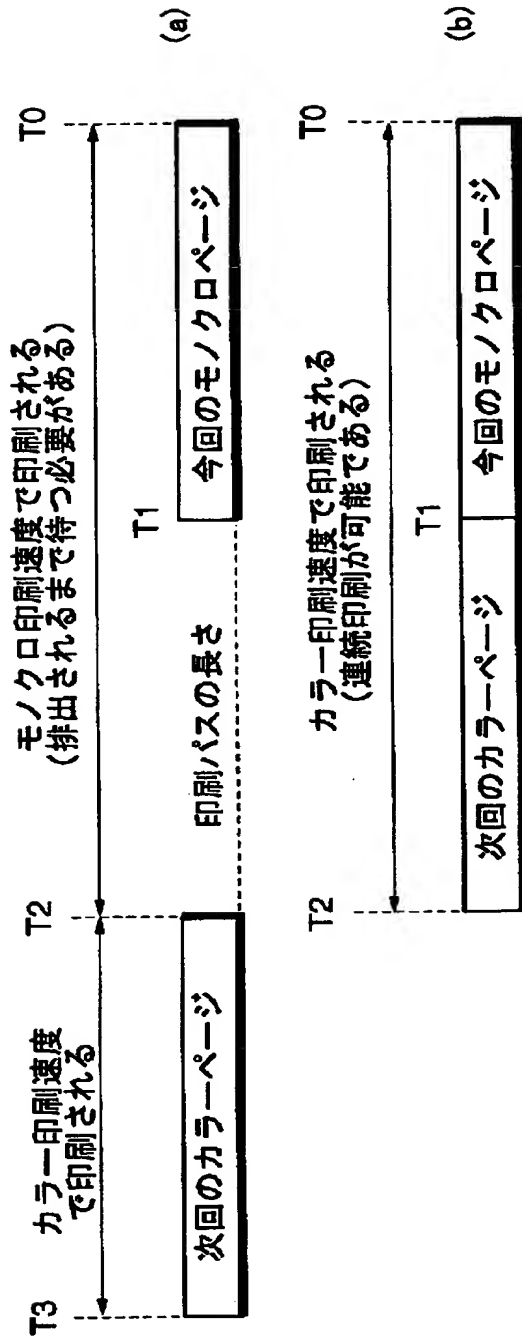 (a)
T3
T2
T0
カラー印刷速度
で印刷される
モノクロ印刷速度で印刷される
(排出されるまで待つ必要がある)
T1
次回のカラーページ
印刷パスの長さ
今回のモノクロページ
(b)
T2
T0
カラー印刷速度で印刷される
(連続印刷が可能である)
T1
次回のカラーページ
今回のモノクロページ